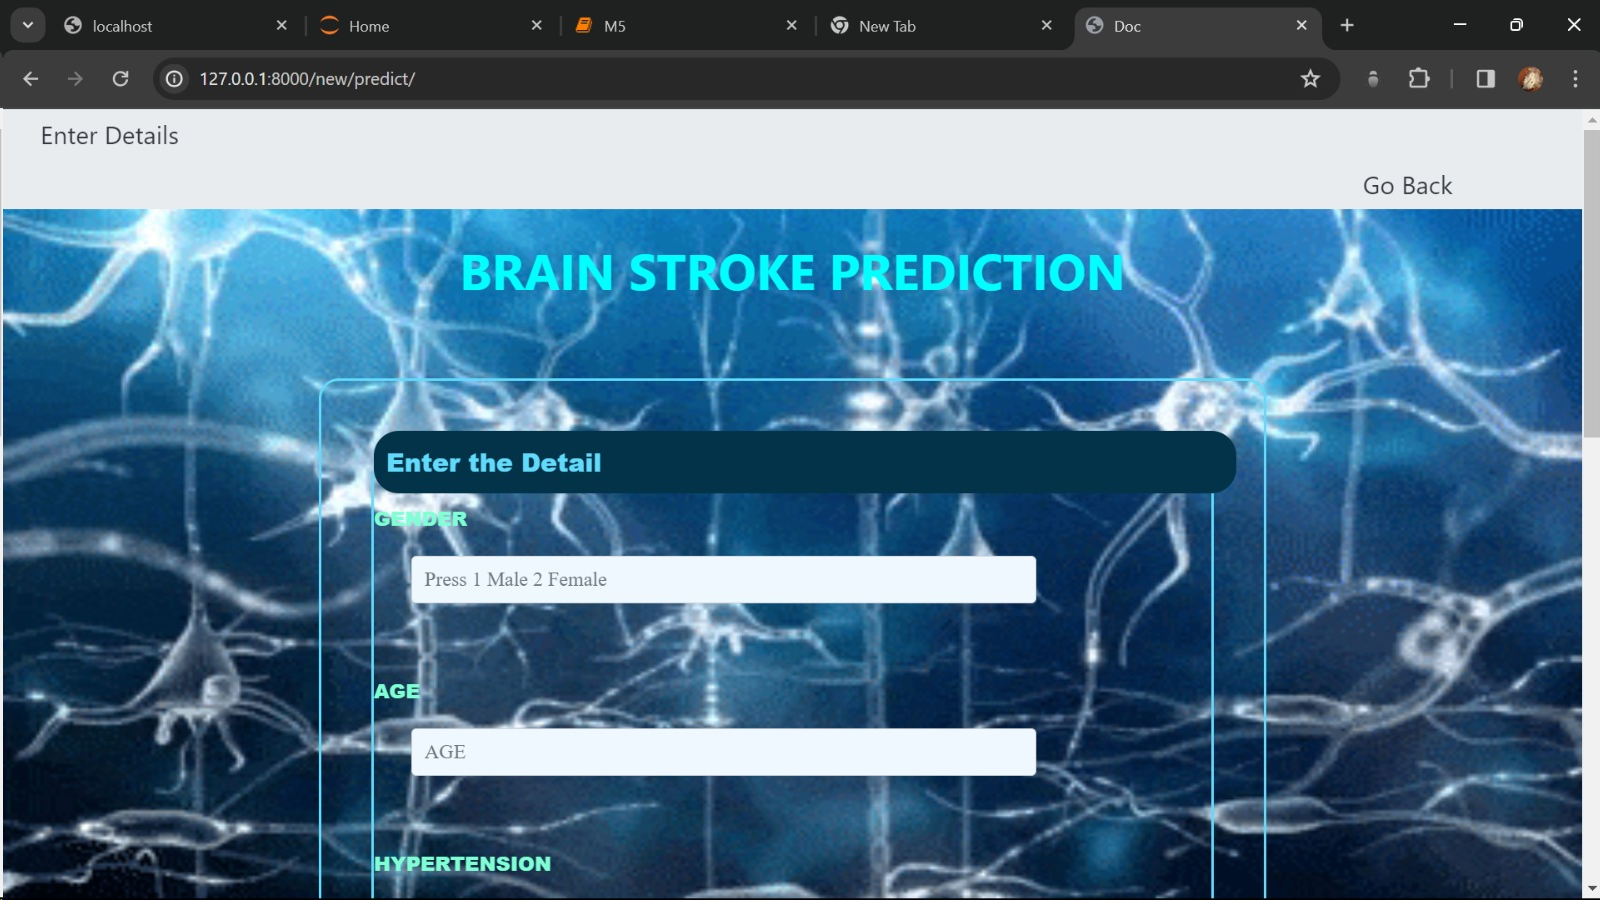 localhost
Home
M5
New Tab
Doc
127.0.0.1:8000/new/predict/
Enter Details
Go Back
BRAIN STROKE PREDICTION
Enter the Detail
GENDER
Press 1 Male 2 Female
AGE
AGE
HYPERTENSION